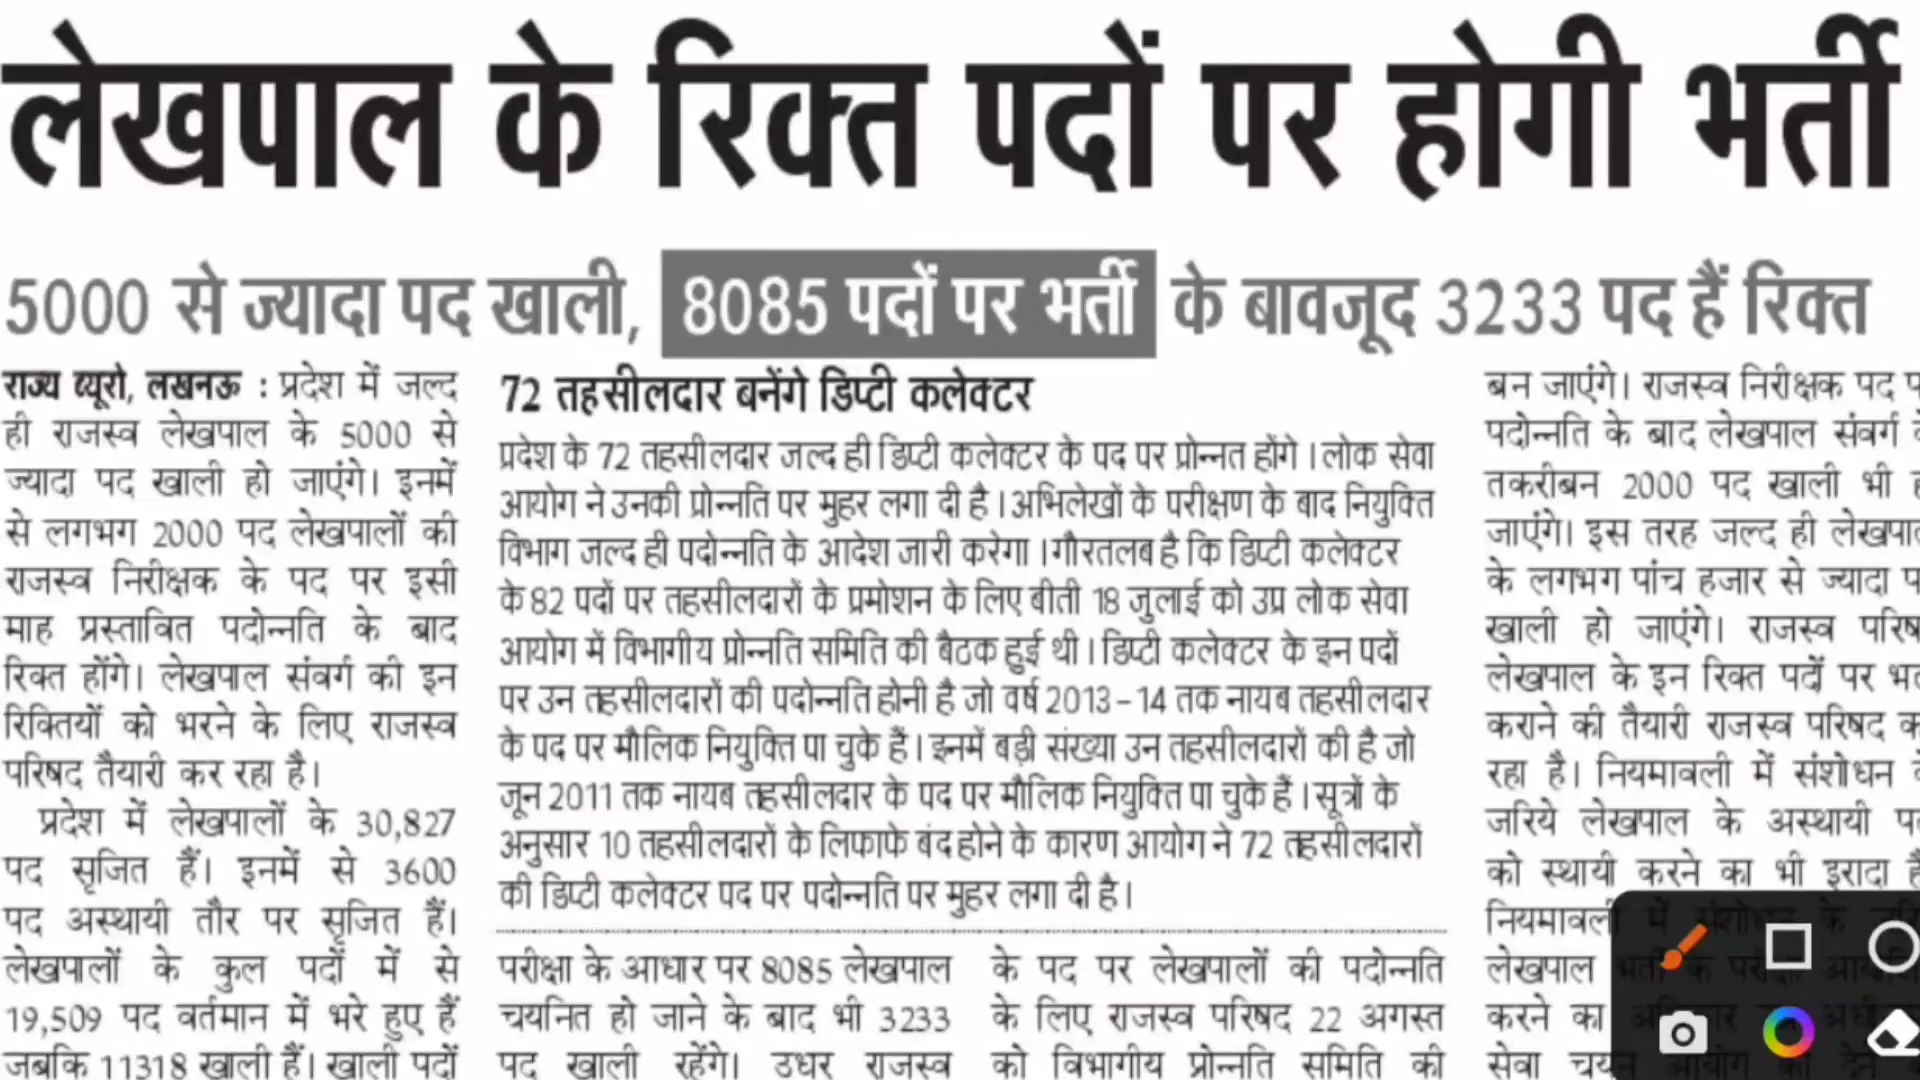 लेखपाल के रिक्त पदों पर होगी भर्ती
5000 से ज्यादा पद खाली, 8085 पदों पर भर्ती के बावजूद 3233 पद हैं रिक्त
राज्य ब्यूरो, लखनऊ : प्रदेश में जल्द
ही राजस्व लेखपाल के 5000 से
ज्यादा पद खाली हो जाएंगे। इनमें
से लगभग 2000 पद लेखपालों की
राजस्व निरीक्षक के पद पर इसी
माह प्रस्तावित पदोन्नति के बाद
रिक्त होंगे। लेखपाल संवर्ग की इन
रिक्तियों को भरने के लिए राजस्व
परिषद तैयारी कर रहा है।
प्रदेश में लेखपालों के 30,827
पद सृजित हैं। इनमें से 3600
पद अस्थायी तौर पर सृजित हैं।
लेखपालों के कुल पदों में से
19,509 पद वर्तमान में भरे हुए हैं
जबकि 11318 खाली हैं। खाली पदों
72 तहसीलदार बनेंगे डिप्टी कलेक्टर
प्रदेश के 72 तहसीलदार जल्द ही डिप्टी कलेक्टर के पद पर प्रोन्नत होंगे । लोक सेवा
आयोग ने उनकी प्रोन्नति पर मुहर लगा दी है । अभिलेखों के परीक्षण के बाद नियुक्ति
विभाग जल्द ही पदोन्नति के आदेश जारी करेगा । गौरतलब है कि डिप्टी कलेक्टर
के 82 पदों पर तहसीलदारों के प्रमोशन के लिए बीती 18 जुलाई को उप्र लोक सेवा
आयोग में विभागीय प्रोन्नति समिति की बैठक हुई थी । डिप्टी कलेक्टर के इन पदों
पर उन तहसीलदारों की पदोन्नति होनी है जो वर्ष 2013-14 तक नायब तहसीलदार
के पद पर मौलिक नियुक्ति पा चुके हैं । इनमें बड़ी संख्या उन तहसीलदारों की है जो
जून 2011 तक नायब तहसीलदार के पद पर मौलिक नियुक्ति पा चुके हैं । सूत्रों के
अनुसार 10 तहसीलदारों के लिफाफे बंद होने के कारण आयोग ने 72 तहसीलदारों
की डिप्टी कलेक्टर पद पर पदोन्नति पर मुहर लगा दी है ।
परीक्षा के आधार पर 8085 लेखपाल
चयनित हो जाने के बाद भी 3233
पद खाली रहेंगे। उधर राजस्व
के पद पर लेखपालों की पदोन्नति
के लिए राजस्व परिषद 22 अगस्त
को विभागीय प्रोन्नति समिति की
बन जाएंगे। राजस्व निरीक्षक पद
पदोन्नति के बाद लेखपाल संवर्ग
तकरीबन 2000 पद खाली भी
जाएंगे। इस तरह जल्द ही
के लगभग पांच हजार से ज्यादा
खाली हो जाएंगे। राजस्व
लेखपाल के इन रिक्त पदों पर
कराने की तैयारी राजस्व परिषद
रहा है। नियमावली में संशोधन
जरिये लेखपाल के अस्थायी
को स्थायी करने का भी इरादा
नियमावली में संशोधन के
लेखपाल
करने का
सेवा चयन आयोग को देने